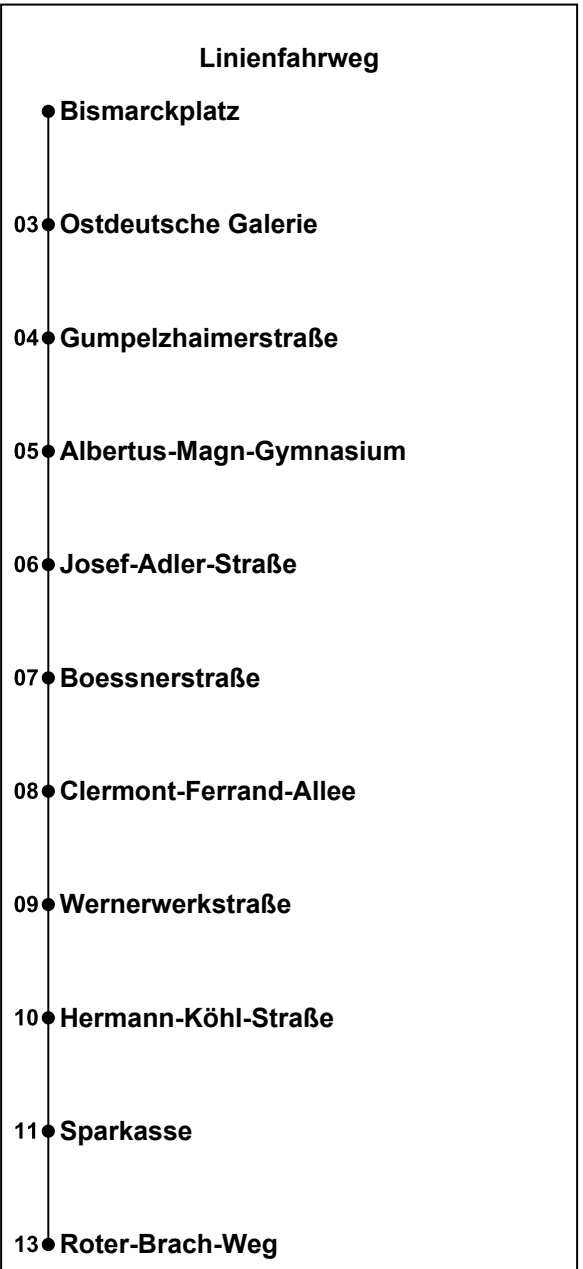 Linienfahrweg
Bismarckplatz
03 Ostdeutsche Galerie
04 Gumpelzhaimerstraße
05 Albertus-Magn-Gymnasium
06 Josef-Adler-Straße
07 Boessnerstraße
08 Clermont-Ferrand-Allee
09 Wernerwerkstraße
10 Hermann-Köhl-Straße
11 Sparkasse
13 Roter-Brach-Weg